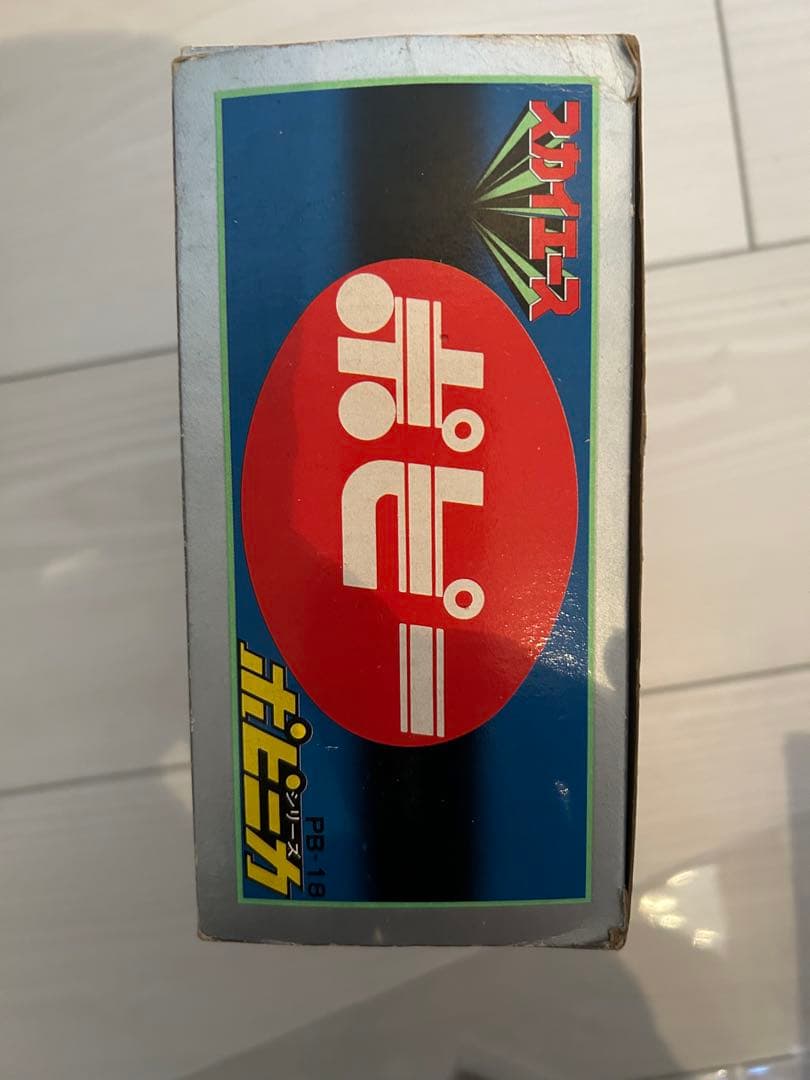 スカイエース
ポピー
ポピニカ
シリーズ
PB-18